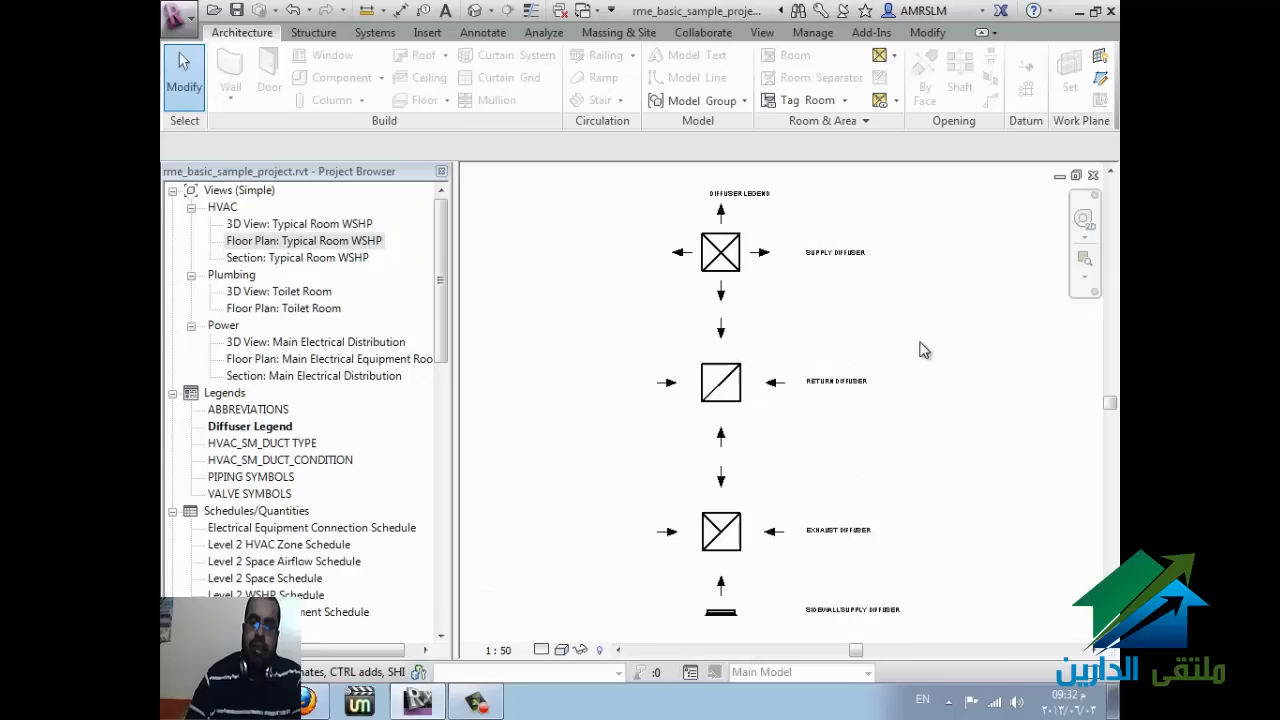 rme_basic_sample_proje...
AMRSLM
Architecture Structure Systems Insert Annotate Analyze Massing & Site Collaborate View Manage Add-Ins Modify
Modify
Wall
Door
Window
Component
Column
Roof
Ceiling
Floor
Curtain System
Curtain Grid
Mullion
Railing
Ramp
Stair
Model Text
Model Line
Model Group
Room
Room Separator
Tag Room
By Face
Shaft
Set
Select Build Circulation Model Room & Area Opening Datum Work Plane
rme_basic_sample_project.rvt - Project Browser
Views (Simple)
HVAC
3D View: Typical Room WSHP
Floor Plan: Typical Room WSHP
Section: Typical Room WSHP
Plumbing
3D View: Toilet Room
Floor Plan: Toilet Room
Power
3D View: Main Electrical Distribution
Floor Plan: Main Electrical Equipment Roo
Section: Main Electrical Distribution
Legends
ABBREVIATIONS
Diffuser Legend
HVAC_SM_DUCT TYPE
HVAC_SM_DUCT_CONDITION
PIPING SYMBOLS
VALVE SYMBOLS
Schedules/Quantities
Electrical Equipment Connection Schedule
Level 2 HVAC Zone Schedule
Level 2 Space Airflow Schedule
Level 2 Space Schedule
Level 2 WSHP Schedule
ment Schedule
DIFFUSER LEGEND
SUPPLY DIFFUSER
RETURN DIFFUSER
EXHAUST DIFFUSER
SIDEWALL SUPPLY DIFFUSER
2D
1 : 50
nates, CTRL adds, SHI
:0
Main Model
EN
09:32 م
٢٠١٣/٠٦/٠٣
ملتقى الدارين